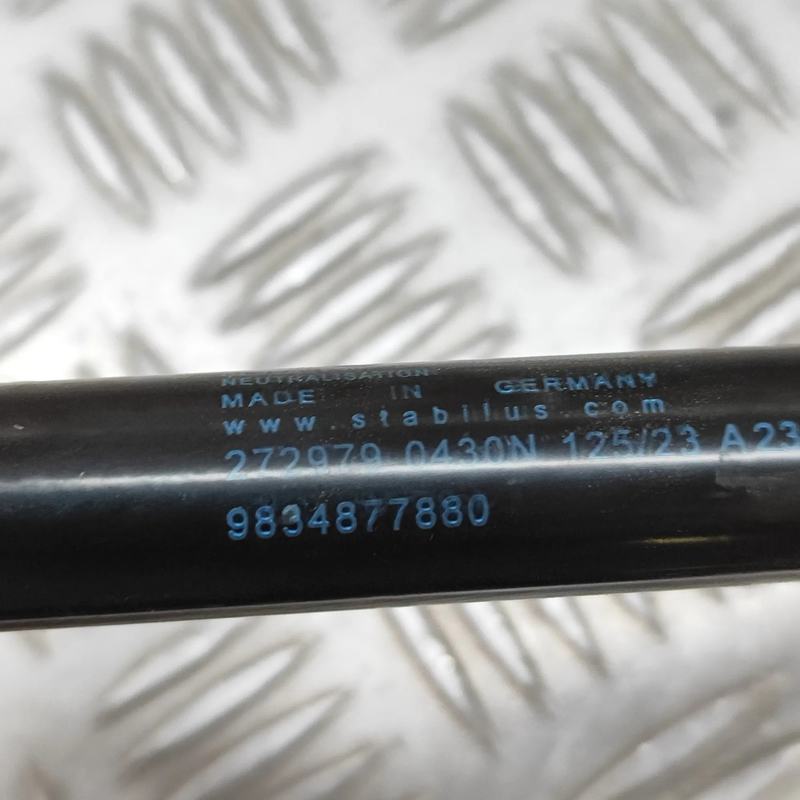 NEUTRALISATION
MADE IN GERMANY
www.stabilus.com
272979 0430N 125/23 A23
9834877880